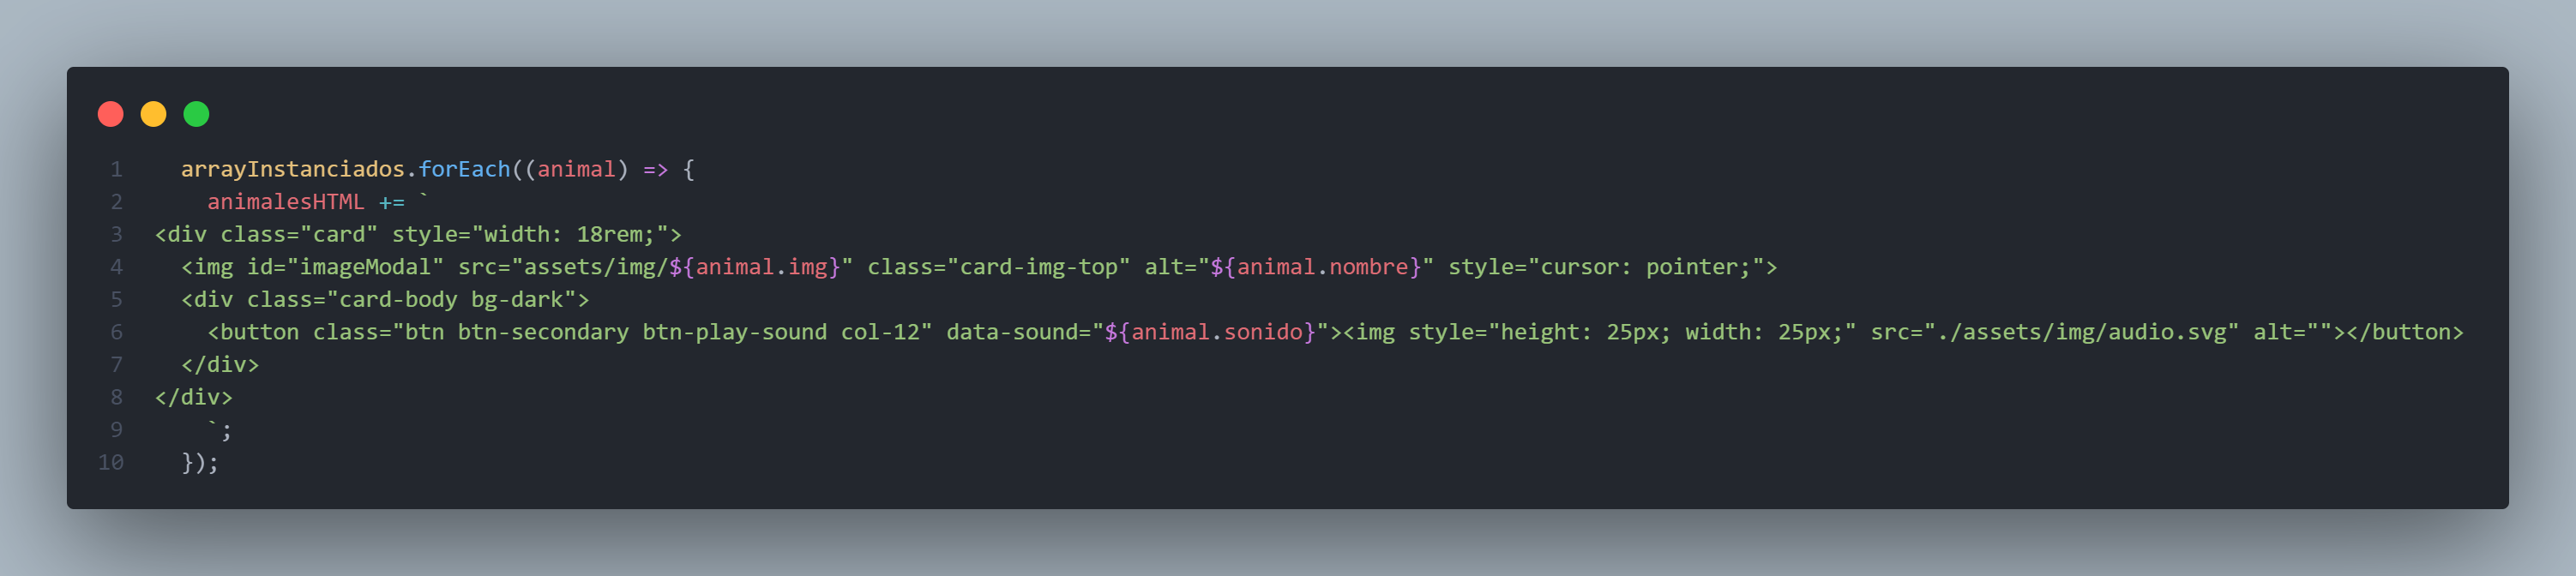 1 arrayInstanciados.forEach((animal) => {
2 animalesHTML += `
3 <div class="card" style="width: 18rem;">
4 <img id="imageModal" src="assets/img/${animal.img}" class="card-img-top" alt="${animal.nombre}" style="cursor: pointer;">
5 <div class="card-body bg-dark">
6 <button class="btn btn-secondary btn-play-sound col-12" data-sound="${animal.sonido}"><img style="height: 25px; width: 25px;" src="./assets/img/audio.svg" alt=""></button>
7 </div>
8 </div>
9 `;
10 });